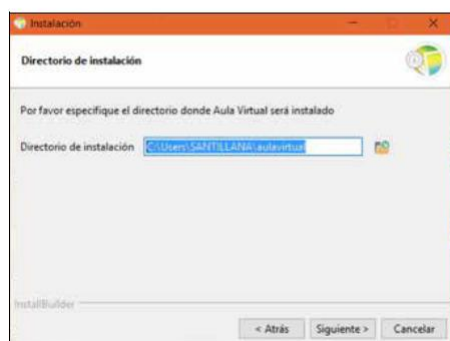 Instalación
Directorio de instalación
Por favor especifique el directorio donde Aula Virtual será instalado
Directorio de instalación C:\Users\SANTILLANA\aulavirtual
InstallBuilder
< Atrás Siguiente > Cancelar